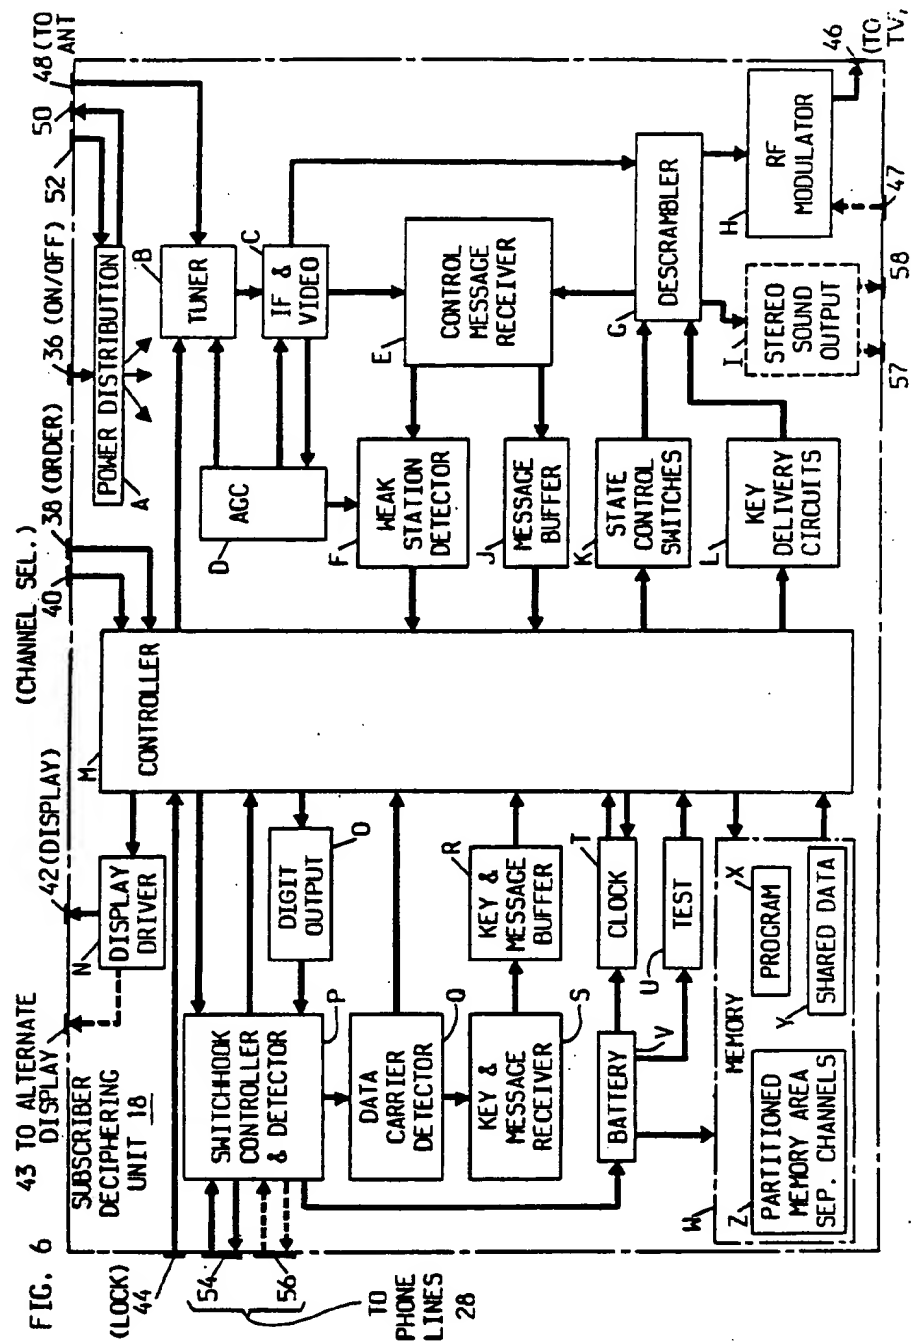 FIG. 6
43 TO ALTERNATE
DISPLAY
42(DISPLAY)
(CHANNEL SEL.)
40
38 (ORDER)
36 (ON/OFF)
52
50
48 (TO
ANT
SUBSCRIBER
DECIPHERING
UNIT 18
N
DISPLAY
DRIVER
M
CONTROLLER
POWER DISTRIBUTION
A
B
TUNER
C
IF &
VIDEO
D
AGC
E
CONTROL
MESSAGE
RECEIVER
F
WEAK
STATION
DETECTOR
G
DESCRAMBLER
H
RF
MODULATOR
I
STEREO
SOUND
OUTPUT
J
MESSAGE
BUFFER
K
STATE
CONTROL
SWITCHES
L
KEY
DELIVERY
CIRCUITS
46
(TO
TV,
47
58
57
(LOCK)
44
54
56
TO
PHONE
LINES
28
SWITCHHOOK
CONTROLLER
& DETECTOR
P
DIGIT
OUTPUT
O
DATA
CARRIER
DETECTOR
Q
KEY &
MESSAGE
BUFFER
R
KEY &
MESSAGE
RECEIVER
S
CLOCK
T
TEST
U
BATTERY
V
W
MEMORY
PROGRAM
X
Y
SHARED DATA
Z
PARTITIONED
MEMORY AREA
SEP. CHANNELS